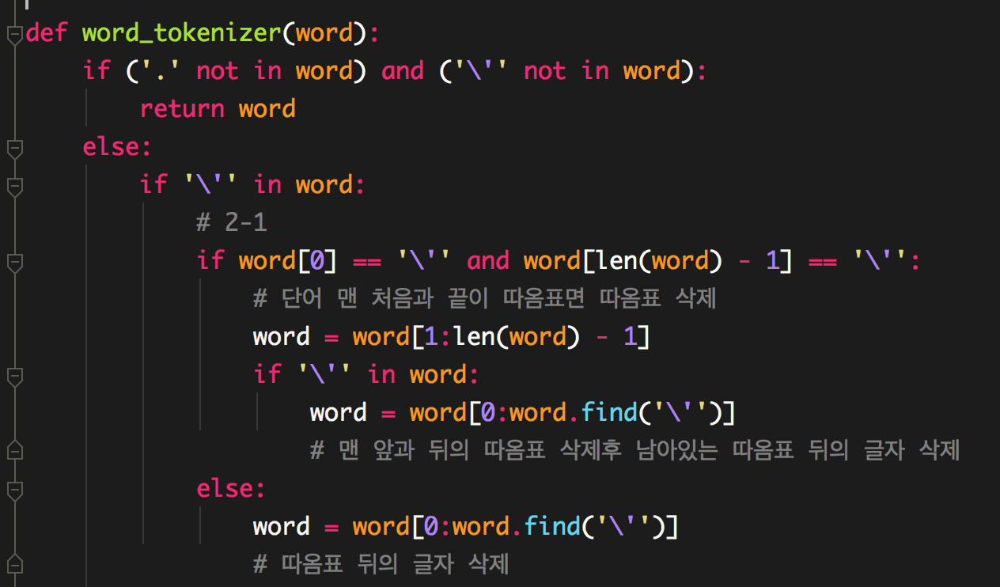 def word_tokenizer(word):
    if ('.' not in word) and ('\'' not in word):
        return word
    else:
        if '\'' in word:
            # 2-1
            if word[0] == '\'' and word[len(word) - 1] == '\'':
                # 단어 맨 처음과 끝이 따옴표면 따옴표 삭제
                word = word[1:len(word) - 1]
                if '\'' in word:
                    word = word[0:word.find('\'')]
                    # 맨 앞과 뒤의 따옴표 삭제후 남아있는 따옴표 뒤의 글자 삭제
            else:
                word = word[0:word.find('\'')]
                # 따옴표 뒤의 글자 삭제